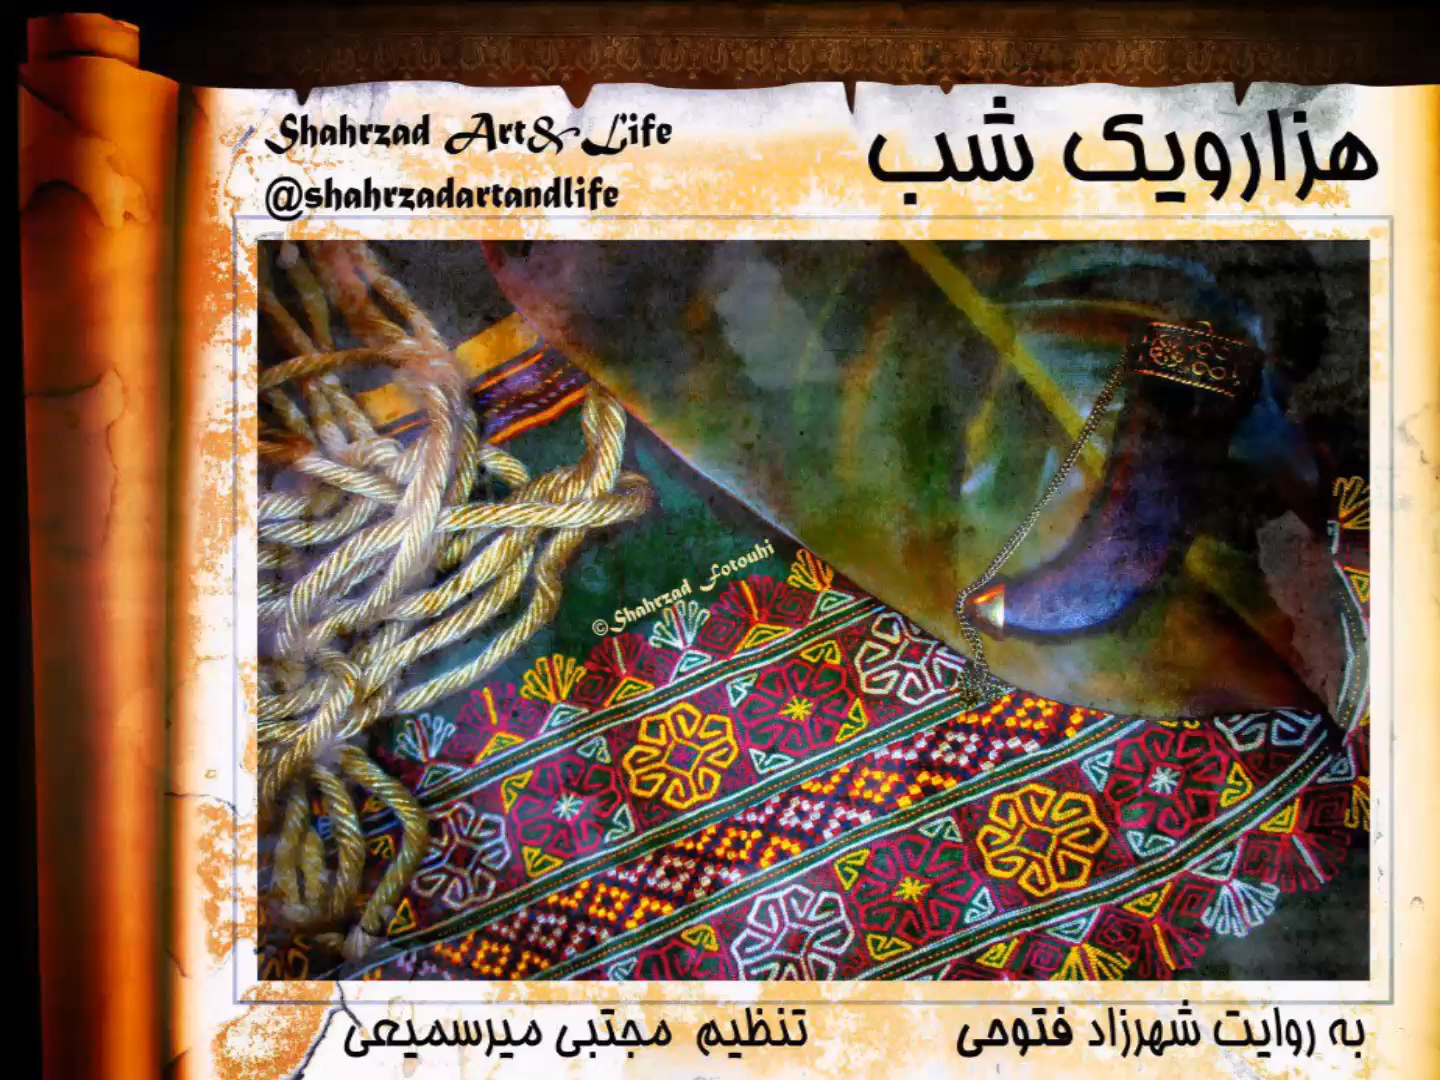 Shahrzad Art& Life
@shahrzadartandlife
هزارویک شب
©Shahrzad Fotouhi
به روایت شهرزاد فتوحی
تنظیم مجتبی میرسمیعی